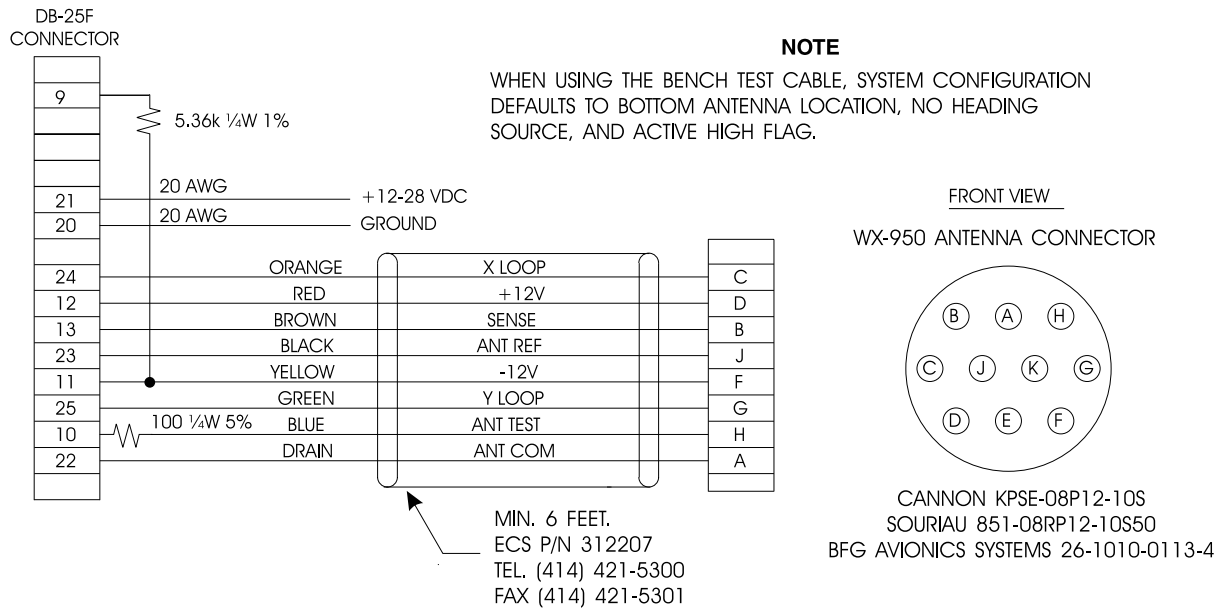 DB-25F
CONNECTOR
NOTE
WHEN USING THE BENCH TEST CABLE, SYSTEM CONFIGURATION
DEFAULTS TO BOTTOM ANTENNA LOCATION, NO HEADING
SOURCE, AND ACTIVE HIGH FLAG.
9
5.36k ¼W 1%
21 20 AWG +12-28 VDC
20 20 AWG GROUND
24 ORANGE X LOOP C
12 RED +12V D
13 BROWN SENSE B
23 BLACK ANT REF J
11 YELLOW -12V F
25 GREEN Y LOOP G
10 100 ¼W 5% BLUE ANT TEST H
22 DRAIN ANT COM A
MIN. 6 FEET.
ECS P/N 312207
TEL. (414) 421-5300
FAX (414) 421-5301
FRONT VIEW
WX-950 ANTENNA CONNECTOR
B A H
C J K G
D E F
CANNON KPSE-08P12-10S
SOURIAU 851-08RP12-10S50
BFG AVIONICS SYSTEMS 26-1010-0113-4